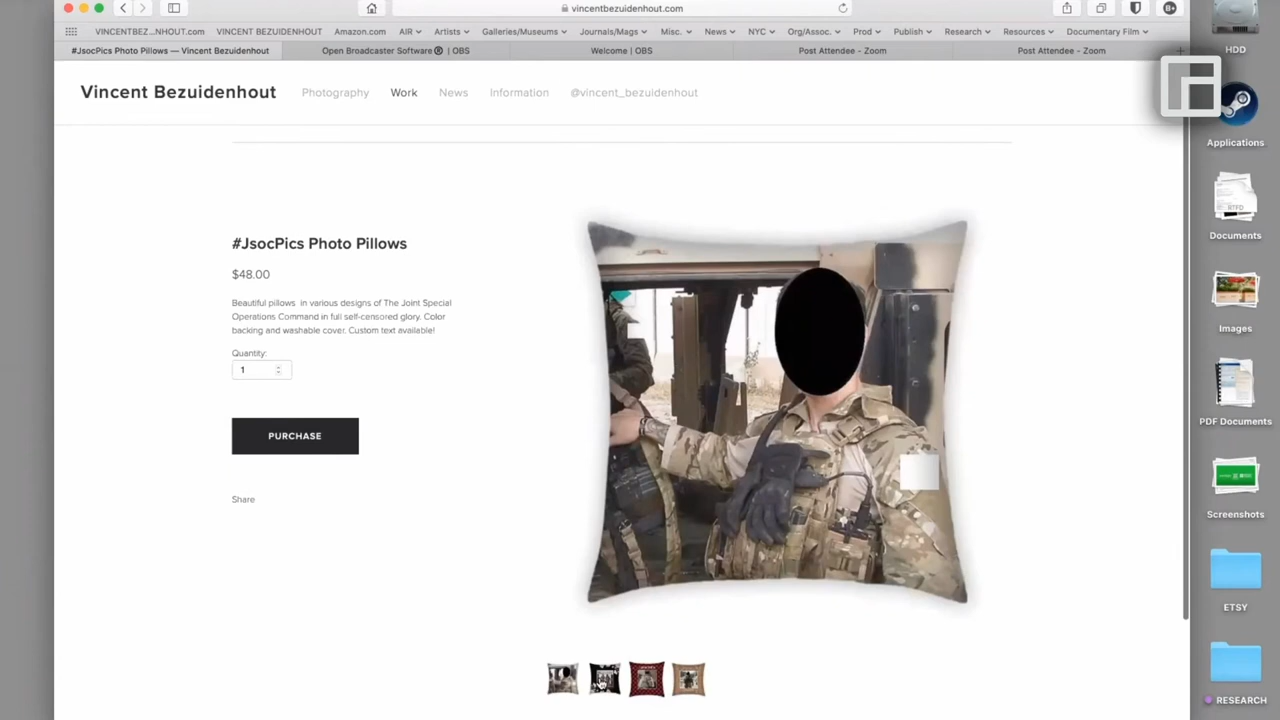 vincentbezuidenhout.com
VINCENTBEZ...NHOUT.com VINCENT BEZUIDENHOUT Amazon.com AIR Artists Galleries/Museums Journals/Mags Misc. News NYC Org/Assoc. Prod Publish Research Resources Documentary Film
#JsocPics Photo Pillows — Vincent Bezuidenhout Open Broadcaster Software® | OBS Welcome | OBS Post Attendee - Zoom Post Attendee - Zoom
HDD
Vincent Bezuidenhout Photography Work News Information @vincent_bezuidenhout
Applications
RTFD
Documents
#JsocPics Photo Pillows
$48.00
Beautiful pillows in various designs of The Joint Special
Operations Command in full self-censored glory. Color
backing and washable cover. Custom text available!
Images
Quantity:
1
PDF Documents
PURCHASE
Share
Screenshots
ETSY
RESEARCH